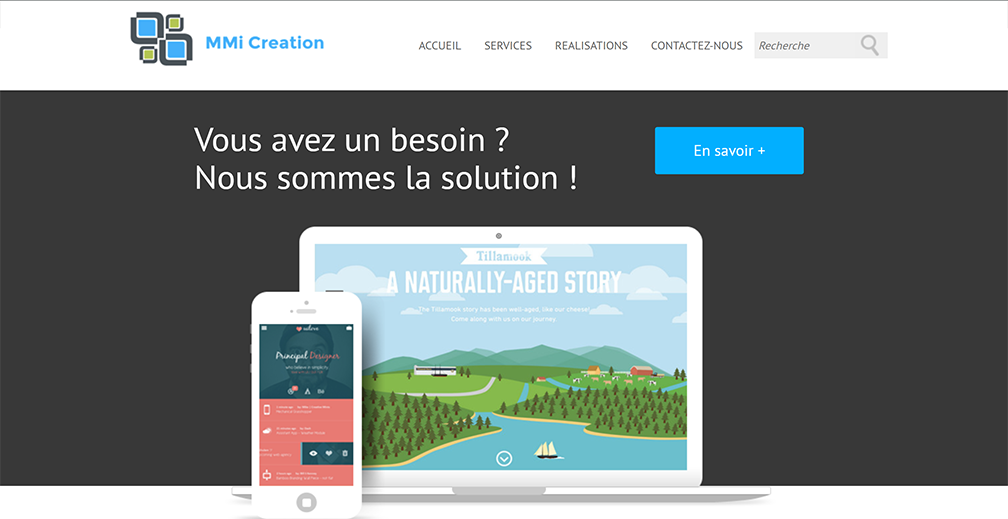 MMi Creation
ACCUEIL SERVICES REALISATIONS CONTACTEZ-NOUS Recherche
Vous avez un besoin ?
Nous sommes la solution !
En savoir +
Tillamook
A NATURALLY-AGED STORY
The Tillamook story has been well-aged, like our cheese.
Come along with us on our journey.
Principal Designer
who believe in simplicity